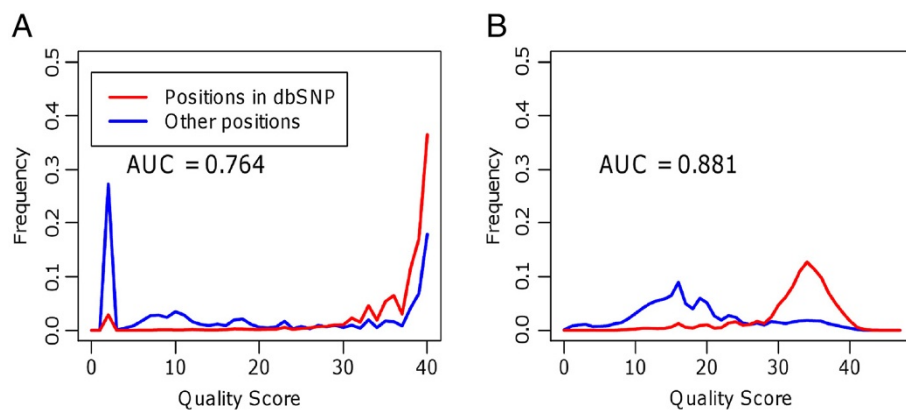 A
B
0.5
0.4
0.3
0.2
0.1
0.0
Frequency
Positions in dbSNP
Other positions
AUC = 0.764
0 10 20 30 40
Quality Score
0.5
0.4
0.3
0.2
0.1
0.0
Frequency
AUC = 0.881
0 10 20 30 40
Quality Score